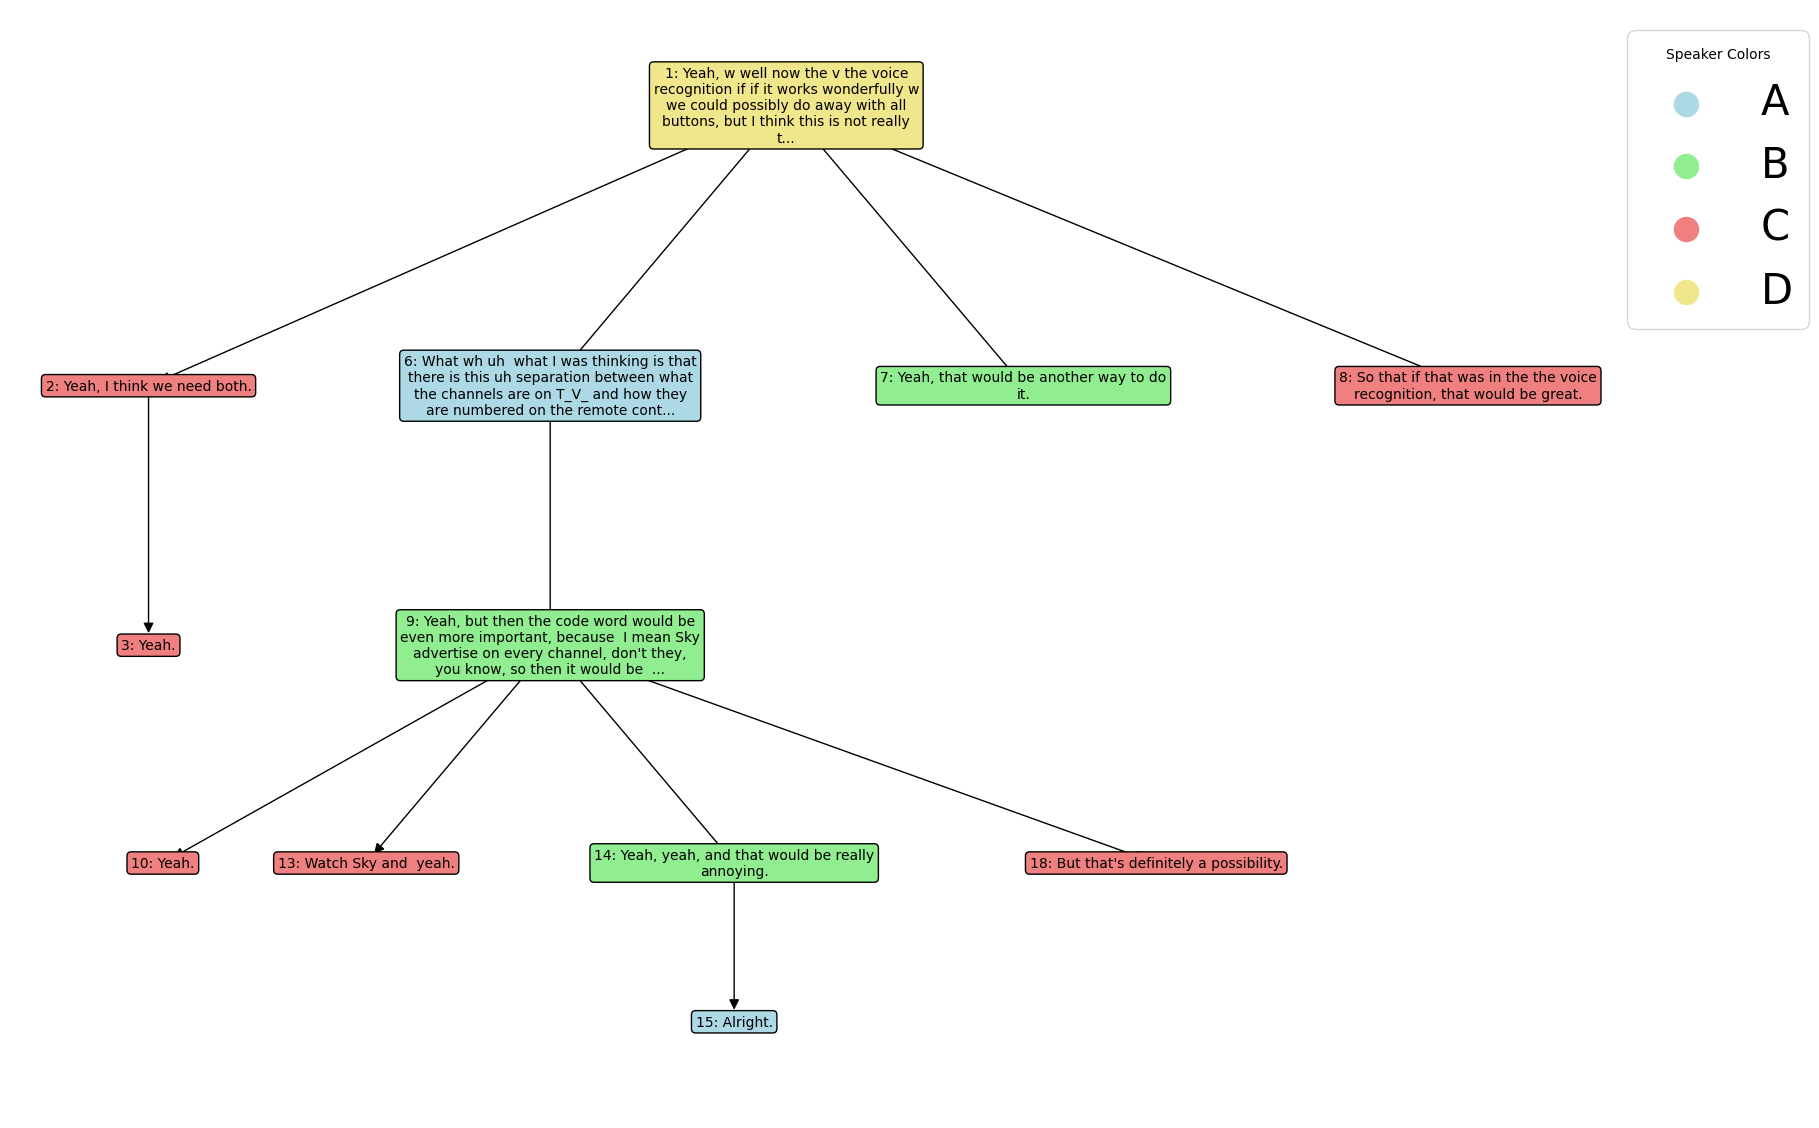 1: Yeah, w well now the v the voice
recognition if if it works wonderfully w
we could possibly do away with all
buttons, but I think this is not really
t...
Speaker Colors
A
B
C
D
2: Yeah, I think we need both.
6: What wh uh  what I was thinking is that
there is this uh separation between what
the channels are on T_V_ and how they
are numbered on the remote cont...
7: Yeah, that would be another way to do
it.
8: So that if that was in the the voice
recognition, that would be great.
3: Yeah.
9: Yeah, but then the code word would be
even more important, because  I mean Sky
advertise on every channel, don't they,
you know, so then it would be  ...
10: Yeah.
13: Watch Sky and  yeah.
14: Yeah, yeah, and that would be really
annoying.
18: But that's definitely a possibility.
15: Alright.